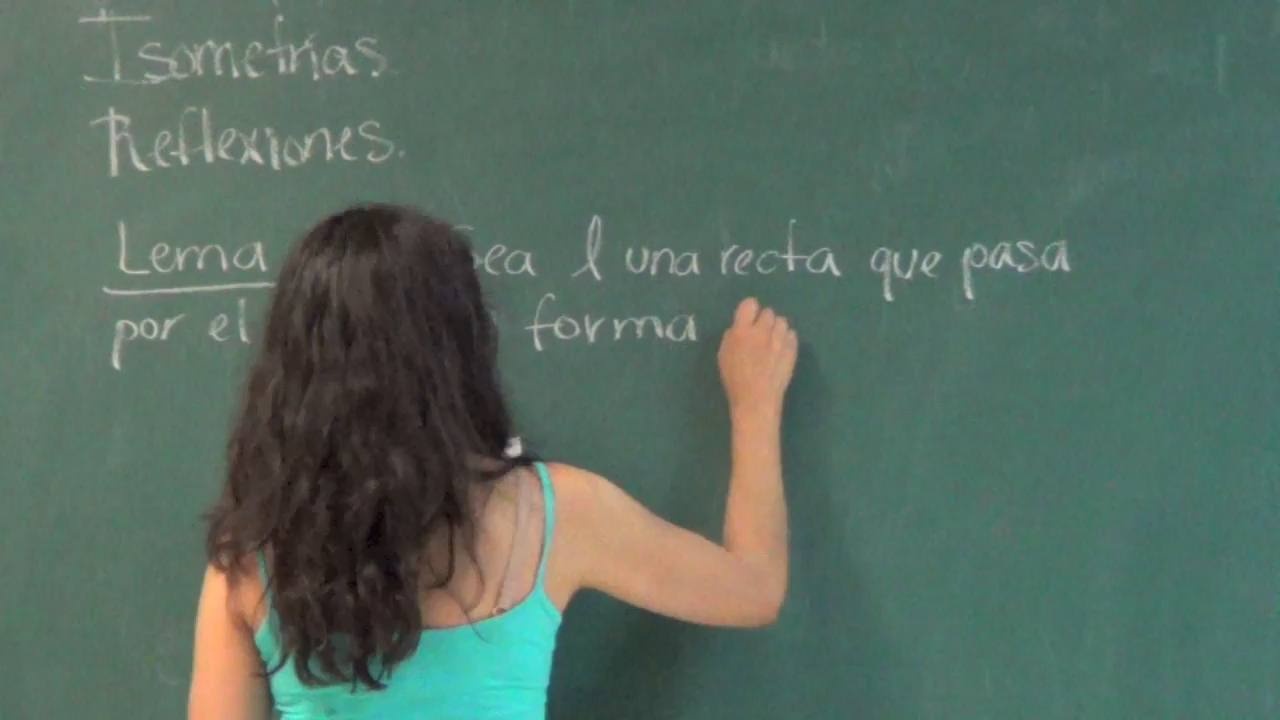 Isometrías
Reflexiones.
Lema ea l una recta que pasa
por el forma